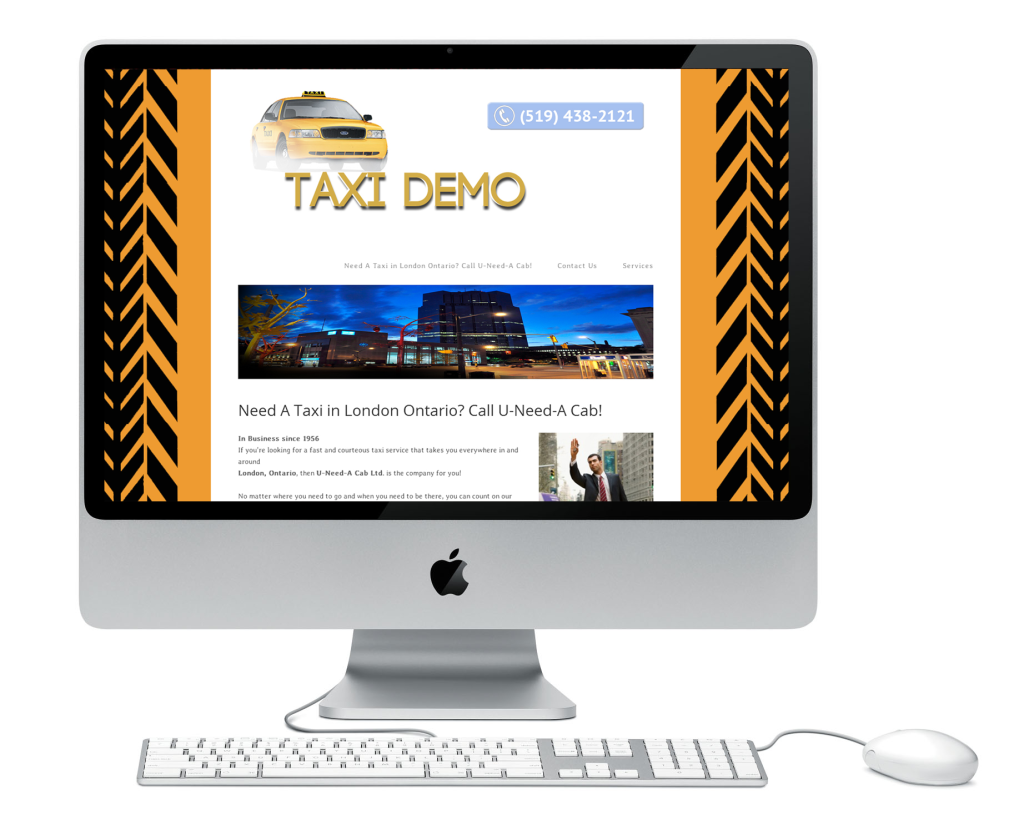 (519) 438-2121
TAXI DEMO
Need A Taxi in London Ontario? Call U-Need-A Cab!
Contact Us
Services
Need A Taxi in London Ontario? Call U-Need-A Cab!
In Business since 1956
If you're looking for a fast and courteous taxi service that takes you everywhere in and
around
London, Ontario, then U-Need-A Cab Ltd. is the company for you!
No matter where you need to go and when you need to be there, you can count on our